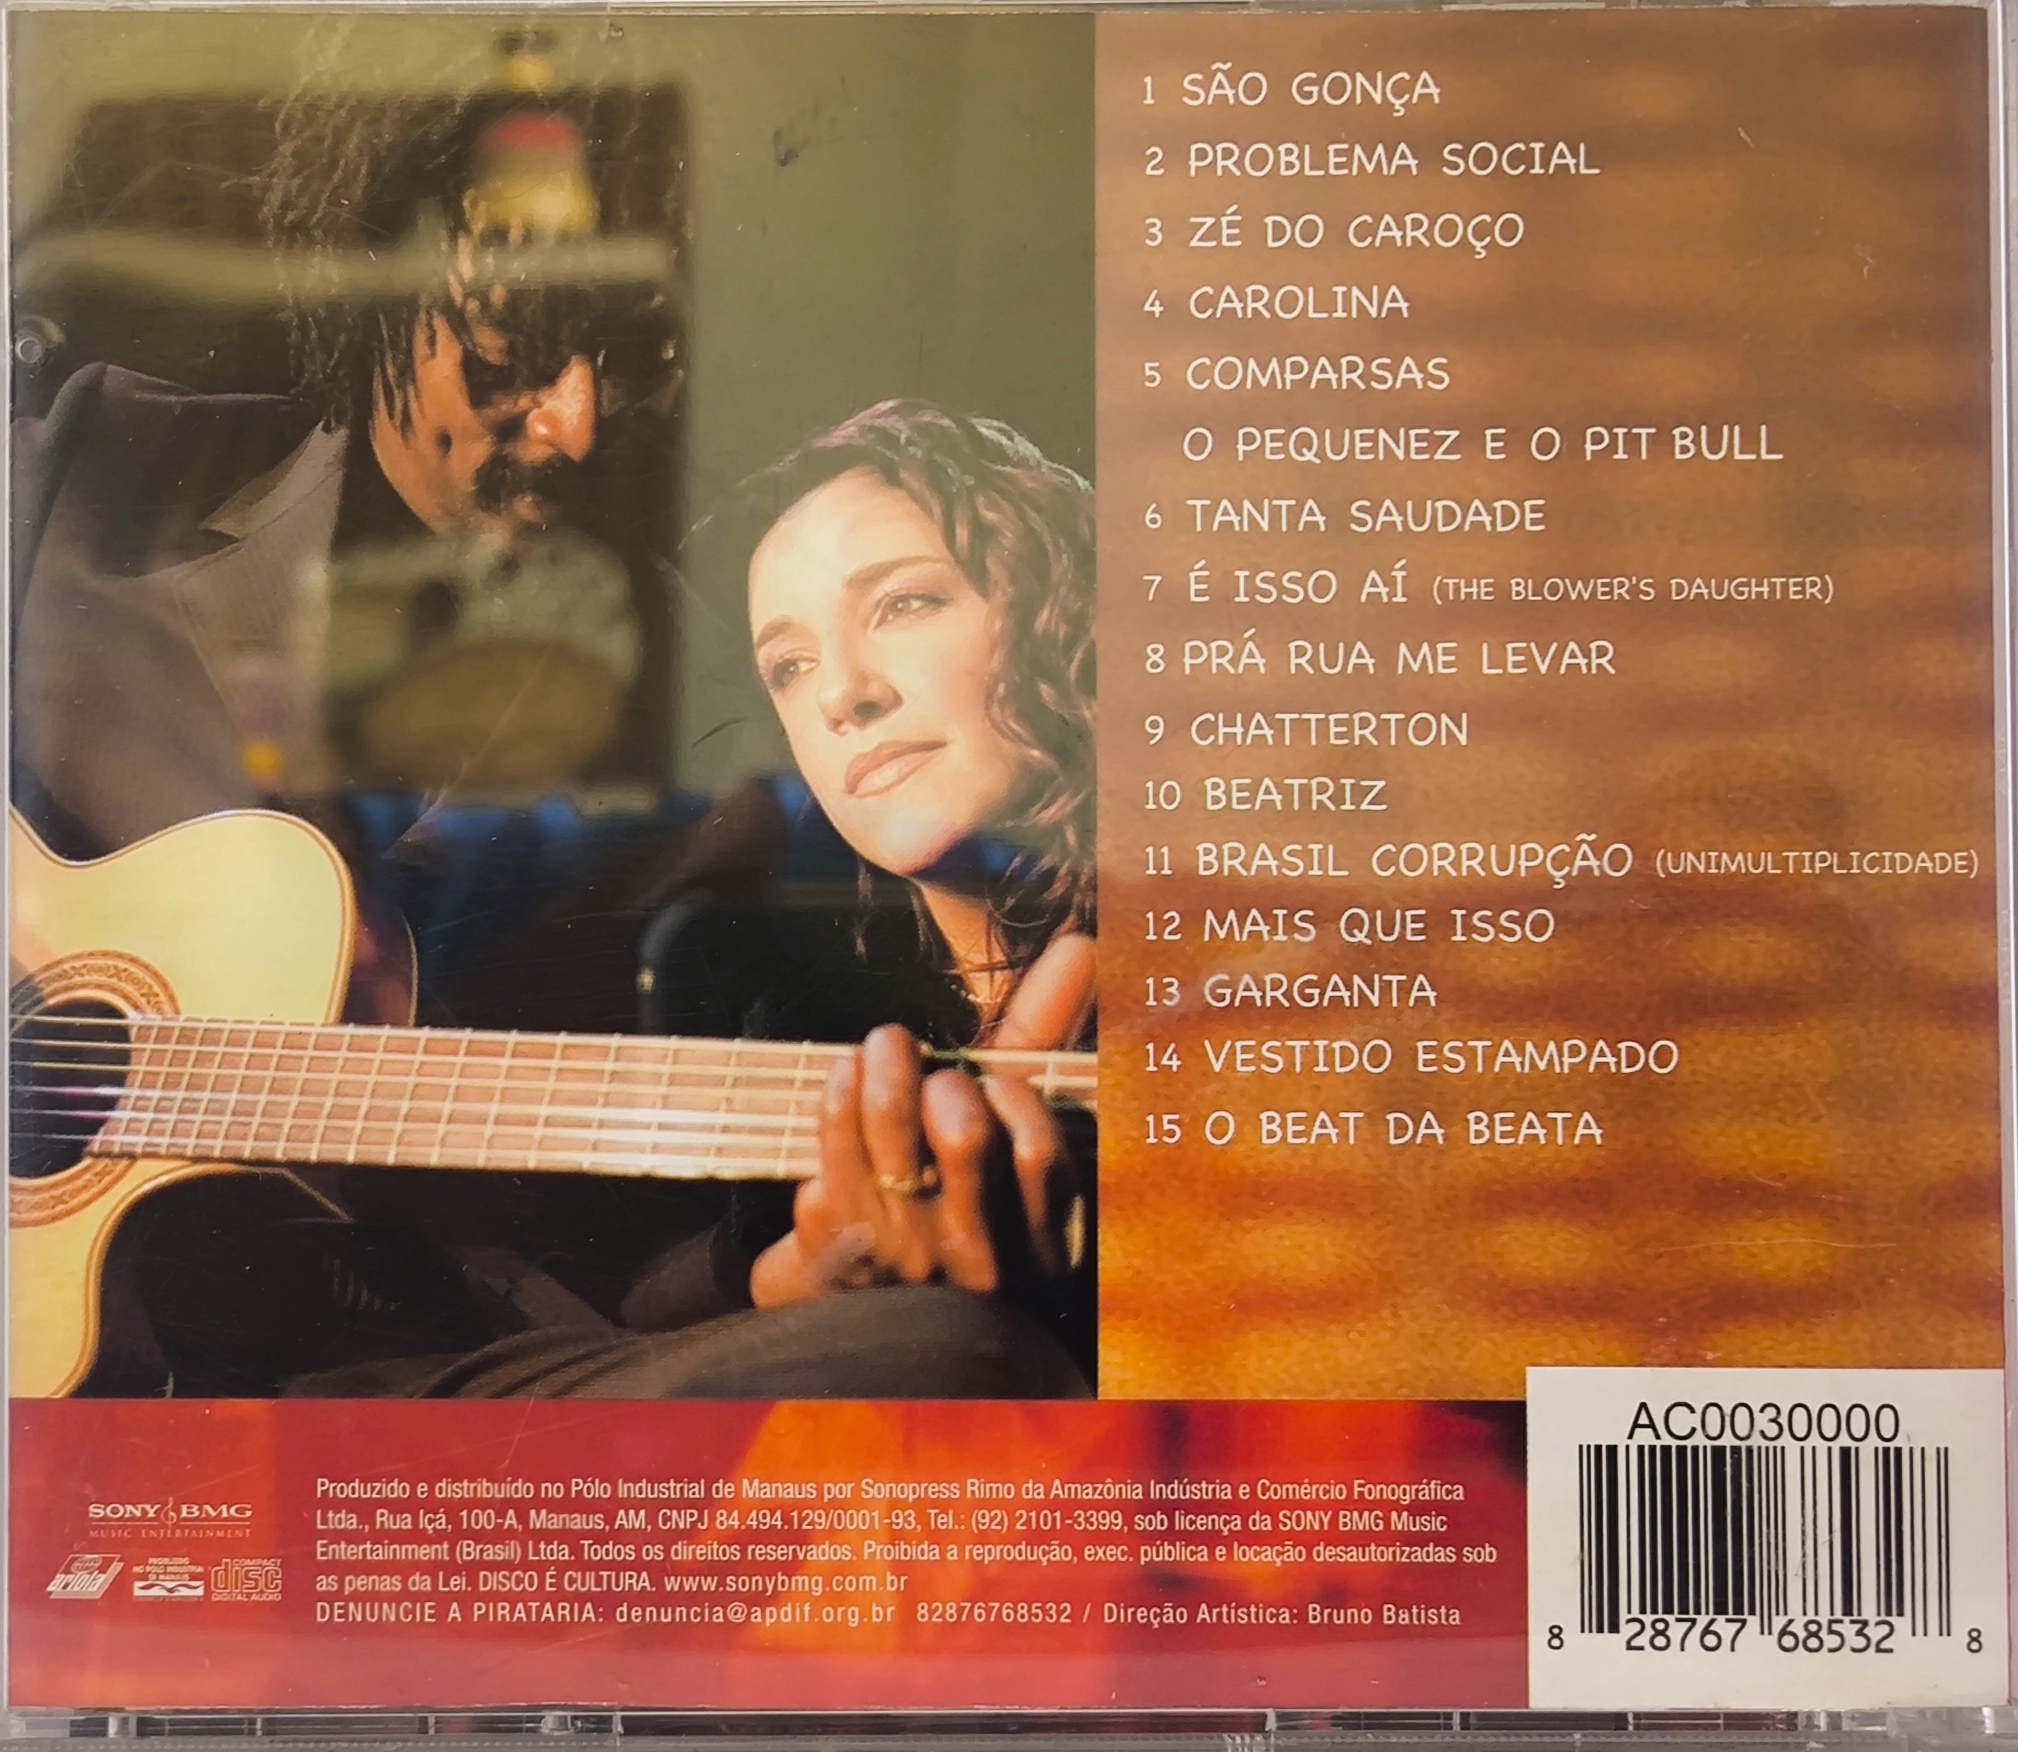 1 SÃO GONÇA
2 PROBLEMA SOCIAL
3 ZÉ DO CAROÇO
4 CAROLINA
5 COMPARSAS
O PEQUENEZ E O PIT BULL
6 TANTA SAUDADE
7 É ISSO AÍ (THE BLOWER'S DAUGHTER)
8 PRÁ RUA ME LEVAR
9 CHATTERTON
10 BEATRIZ
11 BRASIL CORRUPÇÃO (UNIMULTIPLICIDADE)
12 MAIS QUE ISSO
13 GARGANTA
14 VESTIDO ESTAMPADO
15 O BEAT DA BEATA
SONY BMG
MUSIC ENTERTAINMENT
ariola
PRODUZIDO
NO PÓLO INDUSTRIAL
DE MANAUS
COMPACT
disc
DIGITAL AUDIO
Produzido e distribuído no Pólo Industrial de Manaus por Sonopress Rimo da Amazônia Indústria e Comércio Fonográfica
Ltda., Rua Içá, 100-A, Manaus, AM, CNPJ 84.494.129/0001-93, Tel.: (92) 2101-3399, sob licença da SONY BMG Music
Entertainment (Brasil) Ltda. Todos os direitos reservados. Proibida a reprodução, exec. pública e locação desautorizadas sob
as penas da Lei. DISCO É CULTURA. www.sonybmg.com.br
DENUNCIE A PIRATARIA: denuncia@apdif.org.br 82876768532 / Direção Artística: Bruno Batista
AC0030000
8 28767 68532 8